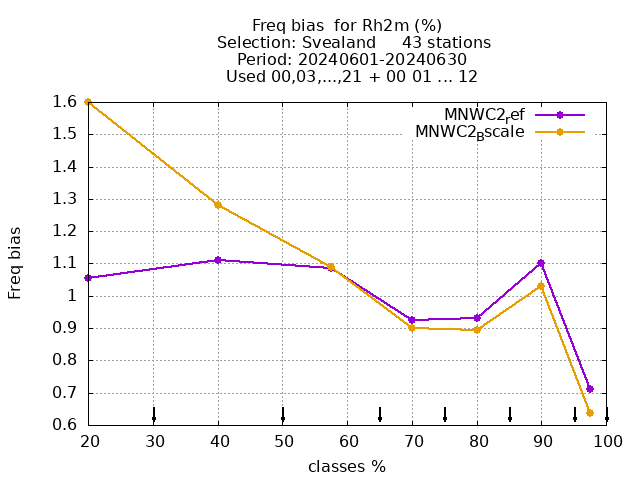 Freq bias  for Rh2m (%)
Selection: Svealand     43 stations
Period: 20240601-20240630
Used 00,03,...,21 + 00 01 ... 12
MNWC2ref
MNWC2Bscale
1.6
1.5
1.4
1.3
1.2
1.1
1
0.9
0.8
0.7
0.6
Freq bias
20 30 40 50 60 70 80 90 100
classes %